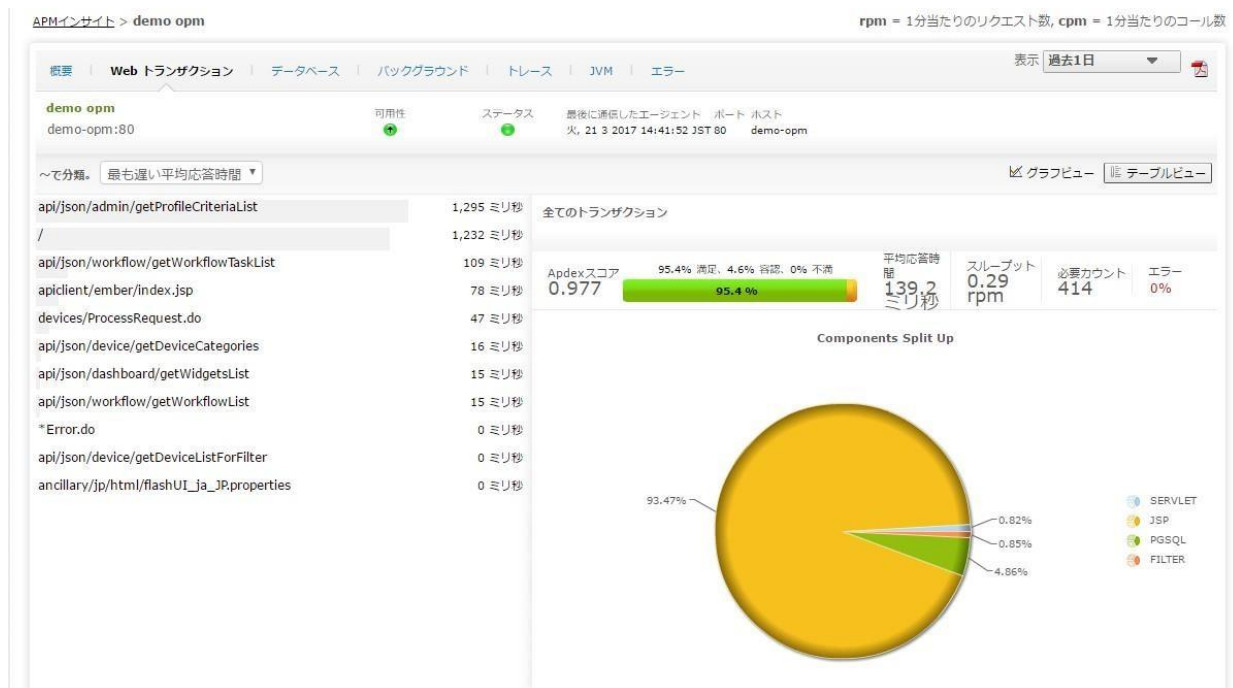 APMインサイト > demo opm
rpm = 1分当たりのリクエスト数, cpm = 1分当たりのコール数
概要 Web トランザクション データベース バックグラウンド トレース JVM エラー
表示 過去1日
demo opm
demo-opm:80
可用性
ステータス
最後に通信したエージェント ポート ホスト
火, 21 3 2017 14:41:52 JST 80 demo-opm
～で分類。 最も遅い平均応答時間
グラフビュー テーブルビュー
api/json/admin/getProfileCriteriaList 1,295 ミリ秒
/ 1,232 ミリ秒
api/json/workflow/getWorkflowTaskList 109 ミリ秒
apiclient/ember/index.jsp 78 ミリ秒
devices/ProcessRequest.do 47 ミリ秒
api/json/device/getDeviceCategories 16 ミリ秒
api/json/dashboard/getWidgetsList 15 ミリ秒
api/json/workflow/getWorkflowList 15 ミリ秒
*Error.do 0 ミリ秒
api/json/device/getDeviceListForFilter 0 ミリ秒
ancillary/jp/html/flashUI_ja_JP.properties 0 ミリ秒
全てのトランザクション
Apdexスコア
0.977
95.4% 満足、4.6% 容認、0% 不満
95.4 %
平均応答時
間
139.2
ミリ秒
スループット
0.29
rpm
必要カウント
414
エラー
0%
Components Split Up
93.47%
0.82%
0.85%
4.86%
SERVLET
JSP
PGSQL
FILTER